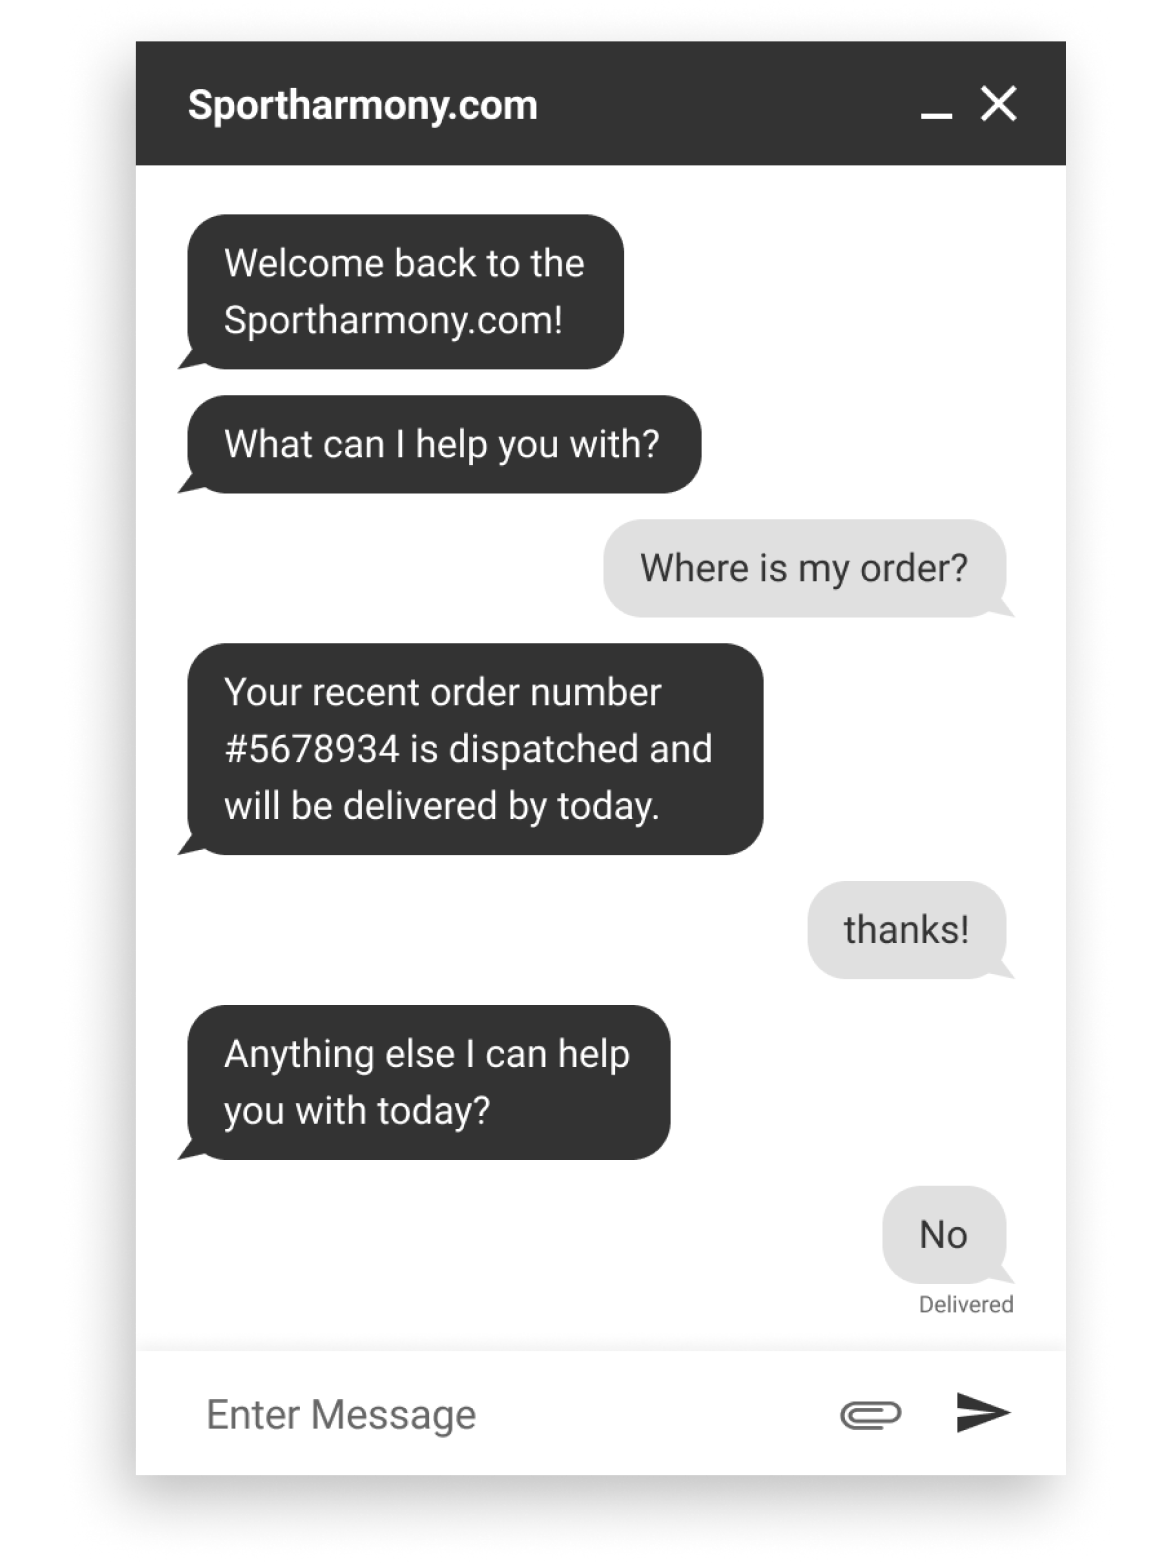 Sportharmony.com
Welcome back to the
Sportharmony.com!
What can I help you with?
Where is my order?
Your recent order number
#5678934 is dispatched and
will be delivered by today.
thanks!
Anything else I can help
you with today?
No
Delivered
Enter Message